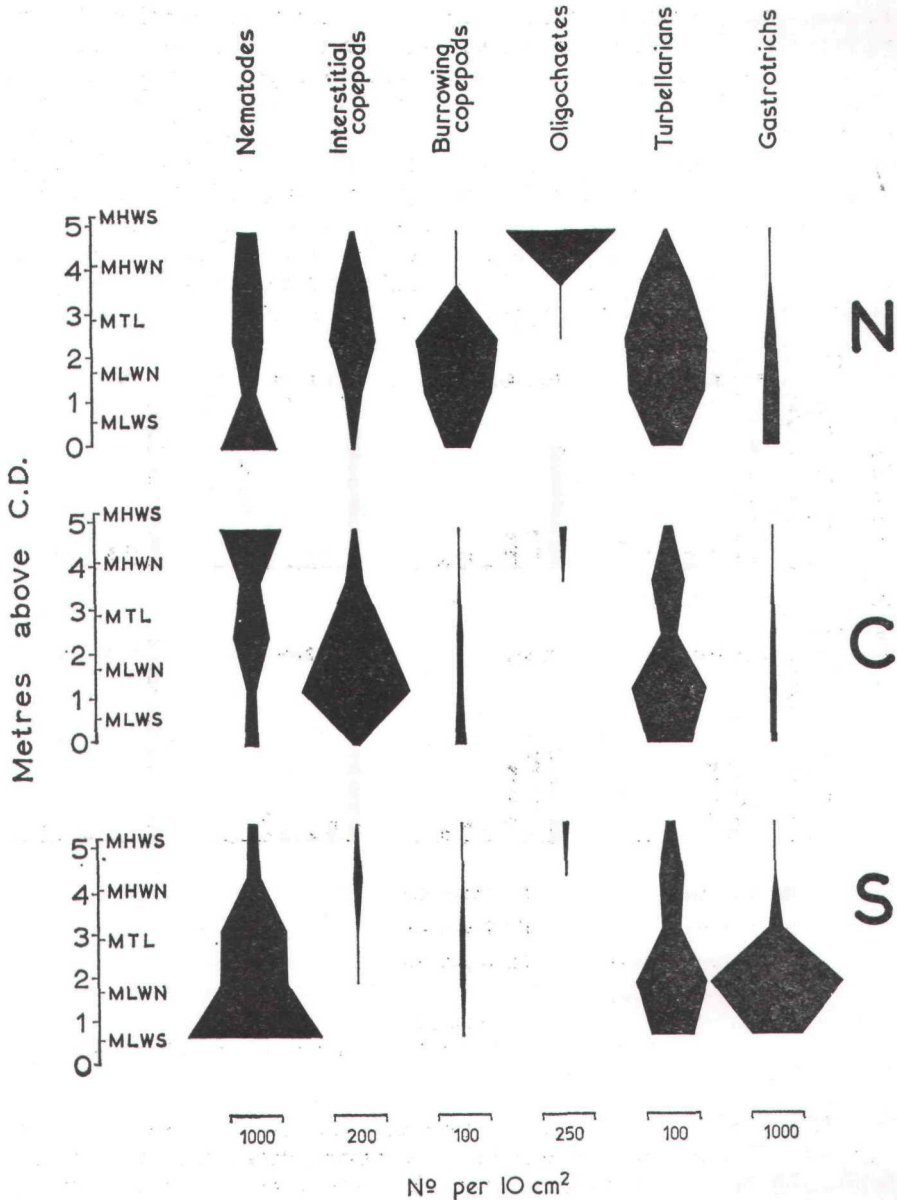 Nematodes
Interstitial
copepods
Burrowing
copepods
Oligochaetes
Turbellarians
Gastrotrichs
Metres above C.D.
5 MHWS
4 MHWN
3 MTL
2 MLWN
1 MLWS
0
N
5 MHWS
4 MHWN
3 MTL
2 MLWN
1 MLWS
0
C
5 MHWS
4 MHWN
3 MTL
2 MLWN
1 MLWS
0
S
1000 200 100 250 100 1000
Nº per 10 cm²